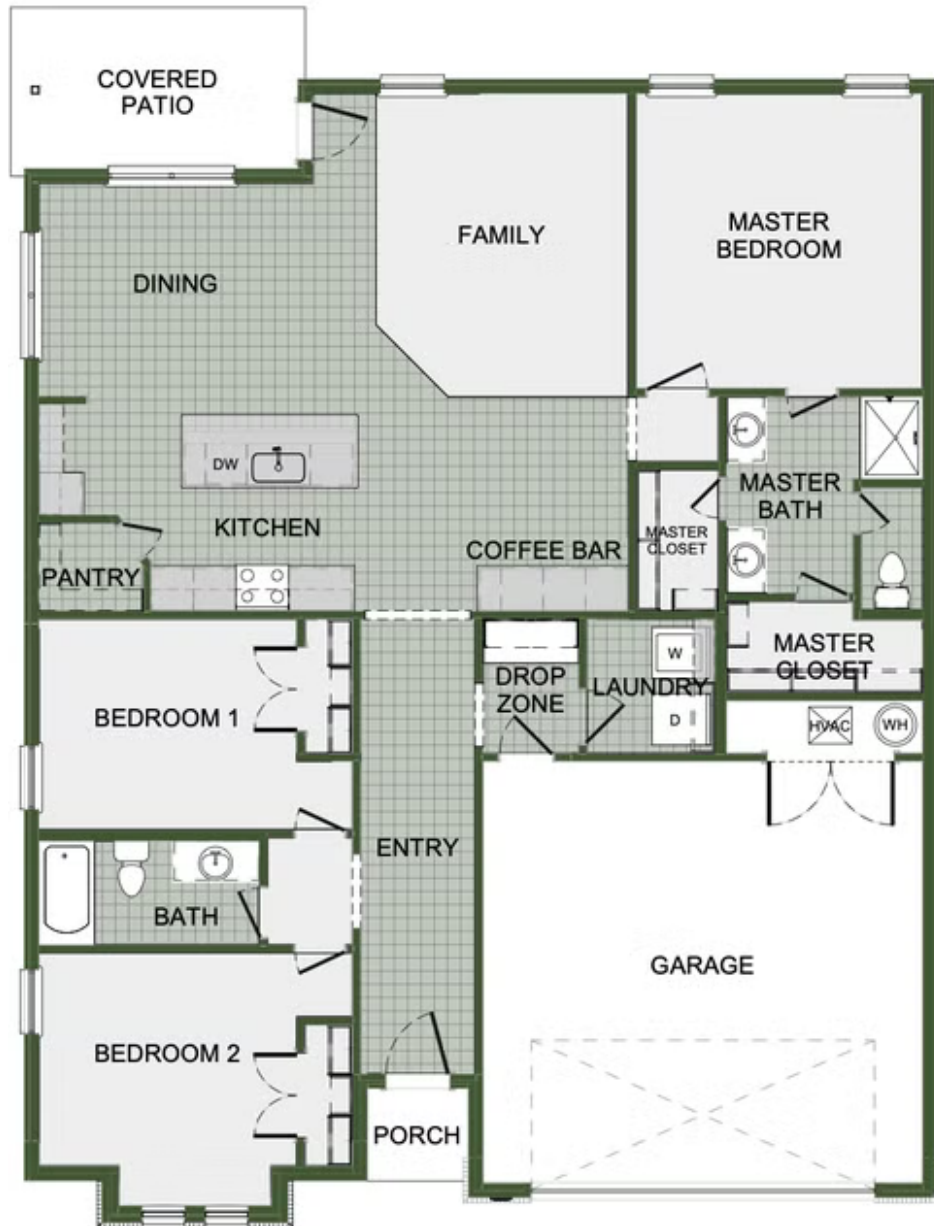 COVERED
PATIO
FAMILY
MASTER
BEDROOM
DINING
DW
KITCHEN
COFFEE BAR
MASTER
CLOSET
MASTER
BATH
PANTRY
BEDROOM 1
DROP
ZONE
LAUNDRY
W
D
MASTER
CLOSET
HVAC
WH
ENTRY
BATH
GARAGE
BEDROOM 2
PORCH